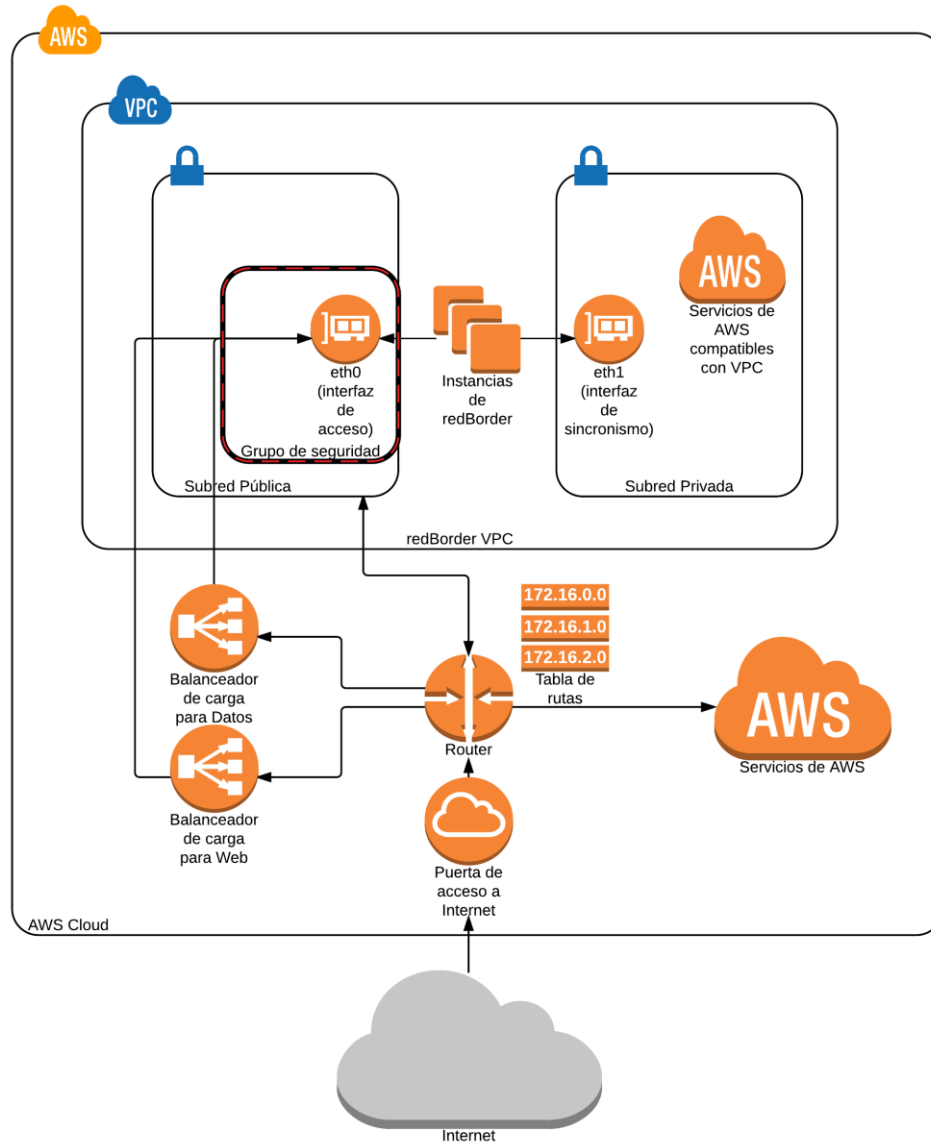 AWS
VPC
AWS
Servicios de
AWS
compatibles
con VPC
eth0
(interfaz
de
acceso)
Grupo de seguridad
Subred Pública
Instancias
de
redBorder
eth1
(interfaz
de
sincronismo)
Subred Privada
redBorder VPC
172.16.0.0
172.16.1.0
172.16.2.0
Tabla de
rutas
Balanceador
de carga
para Datos
Router
AWS
Servicios de AWS
Balanceador
de carga
para Web
Puerta de
acceso a
Internet
AWS Cloud
Internet